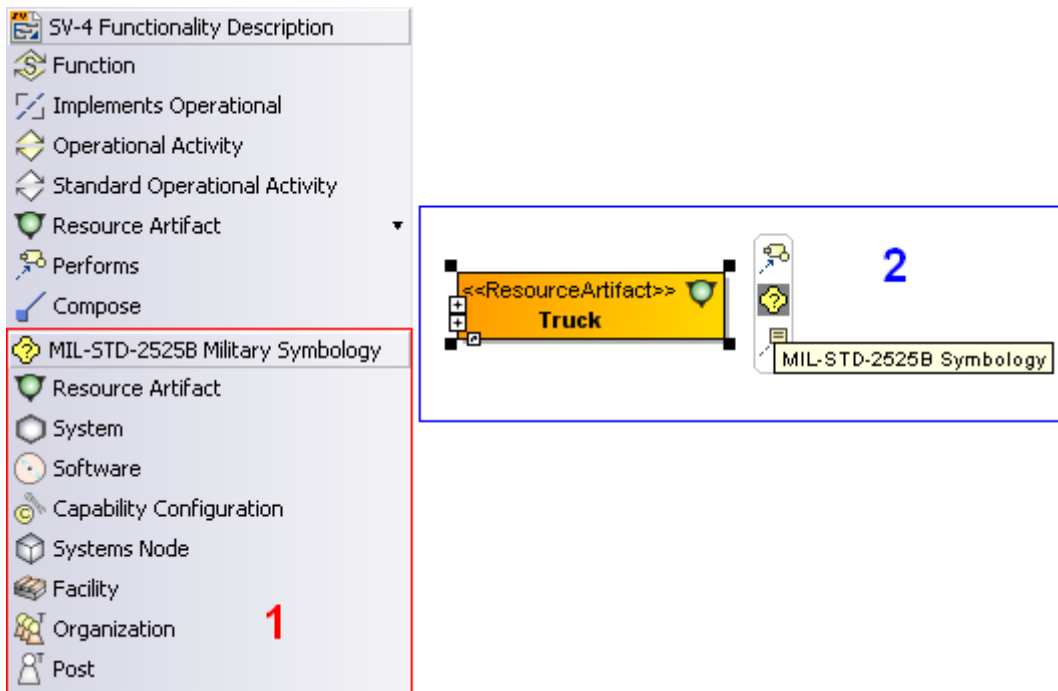 SV-4 Functionality Description
Function
Implements Operational
Operational Activity
Standard Operational Activity
Resource Artifact
Performs
Compose
MIL-STD-2525B Military Symbology
Resource Artifact
System
Software
Capability Configuration
Systems Node
Facility
Organization
Post
1
<<ResourceArtifact>>
Truck
2
MIL-STD-2525B Symbology